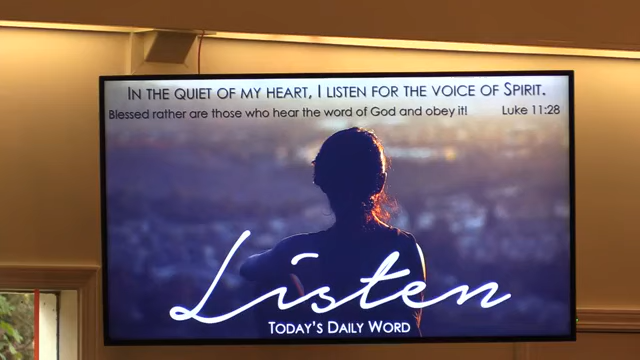 In the quiet of my heart, I listen for the voice of Spirit.
Blessed rather are those who hear the word of God and obey it! Luke 11:28
Listen
Today's Daily Word